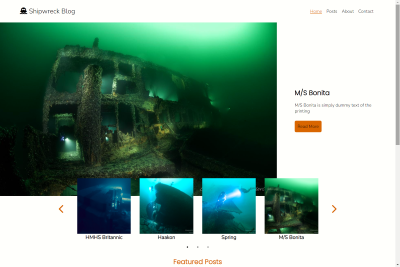 Shipwreck Blog
Home Posts About Contact
M/S Bonita
M/S Bonita is simply dummy text of the
printing
Read More
HMHS Britannic
Haakon
Spring
M/S Bonita
Featured Posts